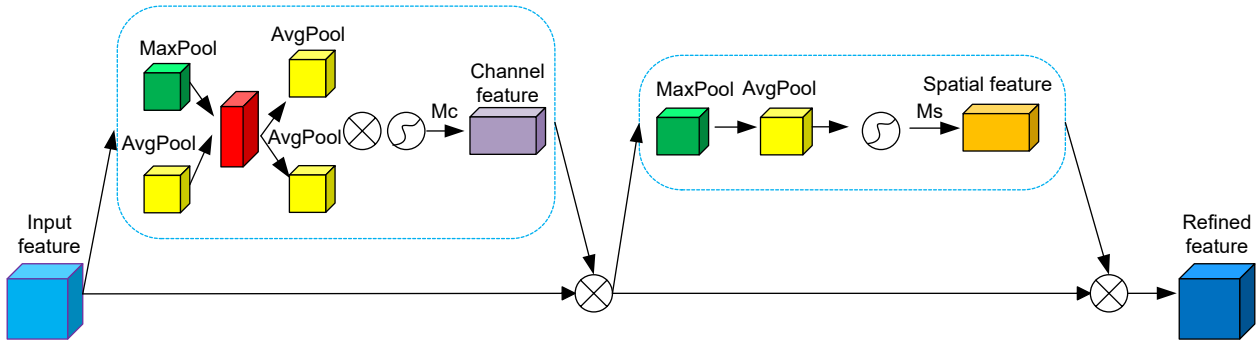 MaxPool
AvgPool
AvgPool
AvgPool
Mc
Channel
feature
MaxPool
AvgPool
Ms
Spatial feature
Input
feature
Refined
feature